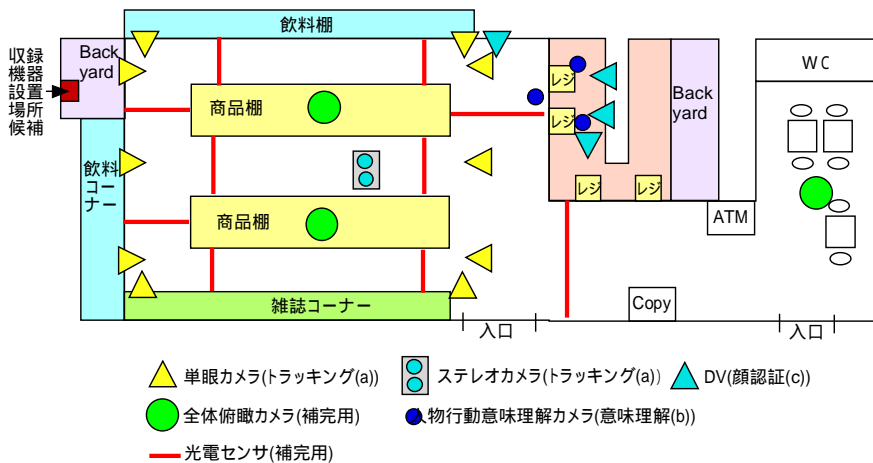 飲料棚
収録
機器
設置
場所
候補
Back
yard
商品棚
飲料
コー
ナー
商品棚
雑誌コーナー
レジ
レジ
レジ
レジ
Back
yard
WC
ATM
Copy
入口
入口
単眼カメラ(トラッキング(a))
ステレオカメラ(トラッキング(a))
DV(顔認証(c))
全体俯瞰カメラ(補完用)
物行動意味理解カメラ(意味理解(b))
光電センサ(補完用)